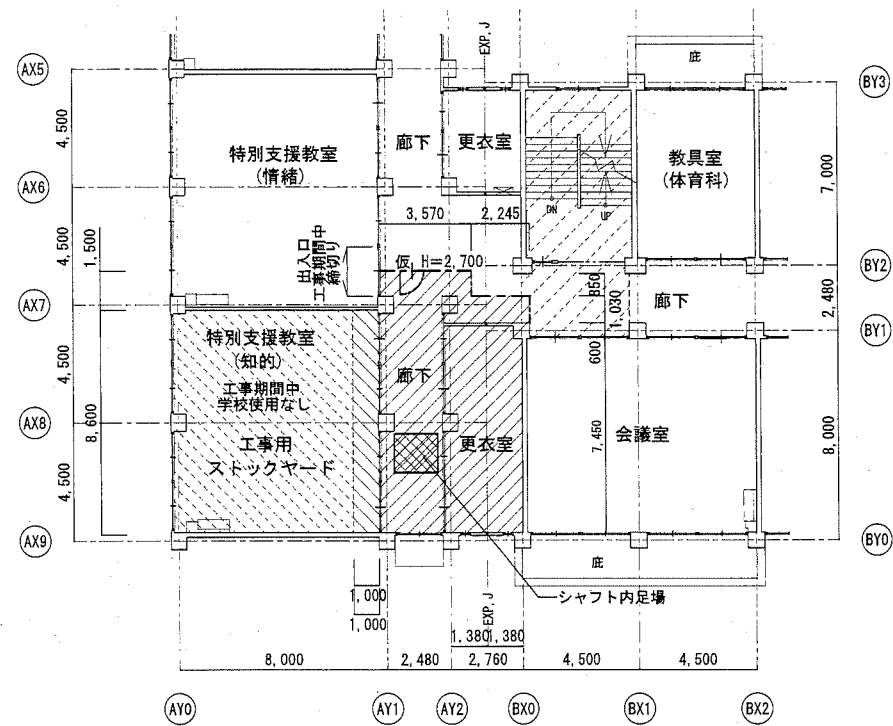 EXP.J
庇
AX5
BY3
4,500
特別支援教室
(情緒)
廊下
更衣室
教具室
(体育科)
7,000
AX6
3,570
2,245
DN
UP
4,500
1,500
出入口
工事期間中
締切り
仮 H=2,700
BY2
850
1,030
廊下
2,480
AX7
BY1
600
特別支援教室
(知的)
工事期間中
学校使用なし
廊下
4,500
8,600
AX8
工事用
ストックヤード
更衣室
7,450
会議室
8,000
4,500
AX9
BY0
庇
シャフト内足場
1,000
1,000
EXP.J
1,380
1,380
8,000
2,480
2,760
4,500
4,500
AY0
AY1
AY2
BX0
BX1
BX2